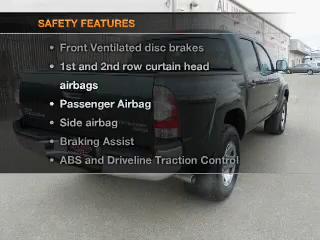 SAFETY FEATURES
• Front Ventilated disc brakes
• 1st and 2nd row curtain head
airbags
• Passenger Airbag
• Side airbag
• Braking Assist
• ABS and Driveline Traction Control